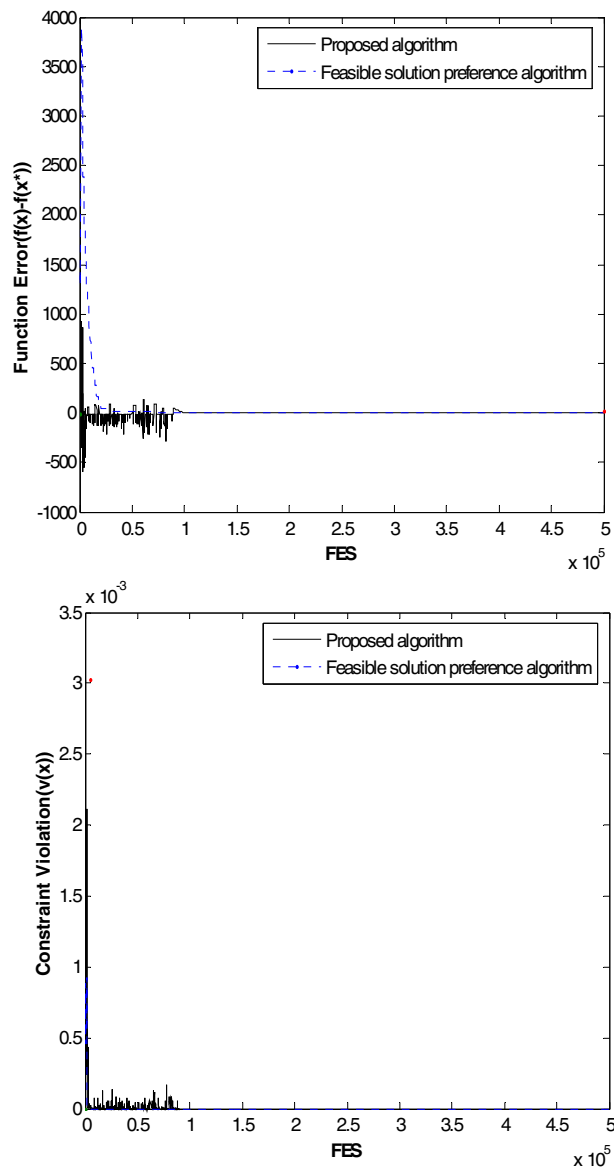 4000
3500
3000
2500
2000
1500
1000
500
0
-500
-1000
Function Error(f(x)-f(x*))
Proposed algorithm
Feasible solution preference algorithm
0 0.5 1 1.5 2 2.5 3 3.5 4 4.5 5
FES
x 10^5
x 10^-3
3.5
3
2.5
2
1.5
1
0.5
0
Constraint Violation(v(x))
Proposed algorithm
Feasible solution preference algorithm
0 0.5 1 1.5 2 2.5 3 3.5 4 4.5 5
FES
x 10^5